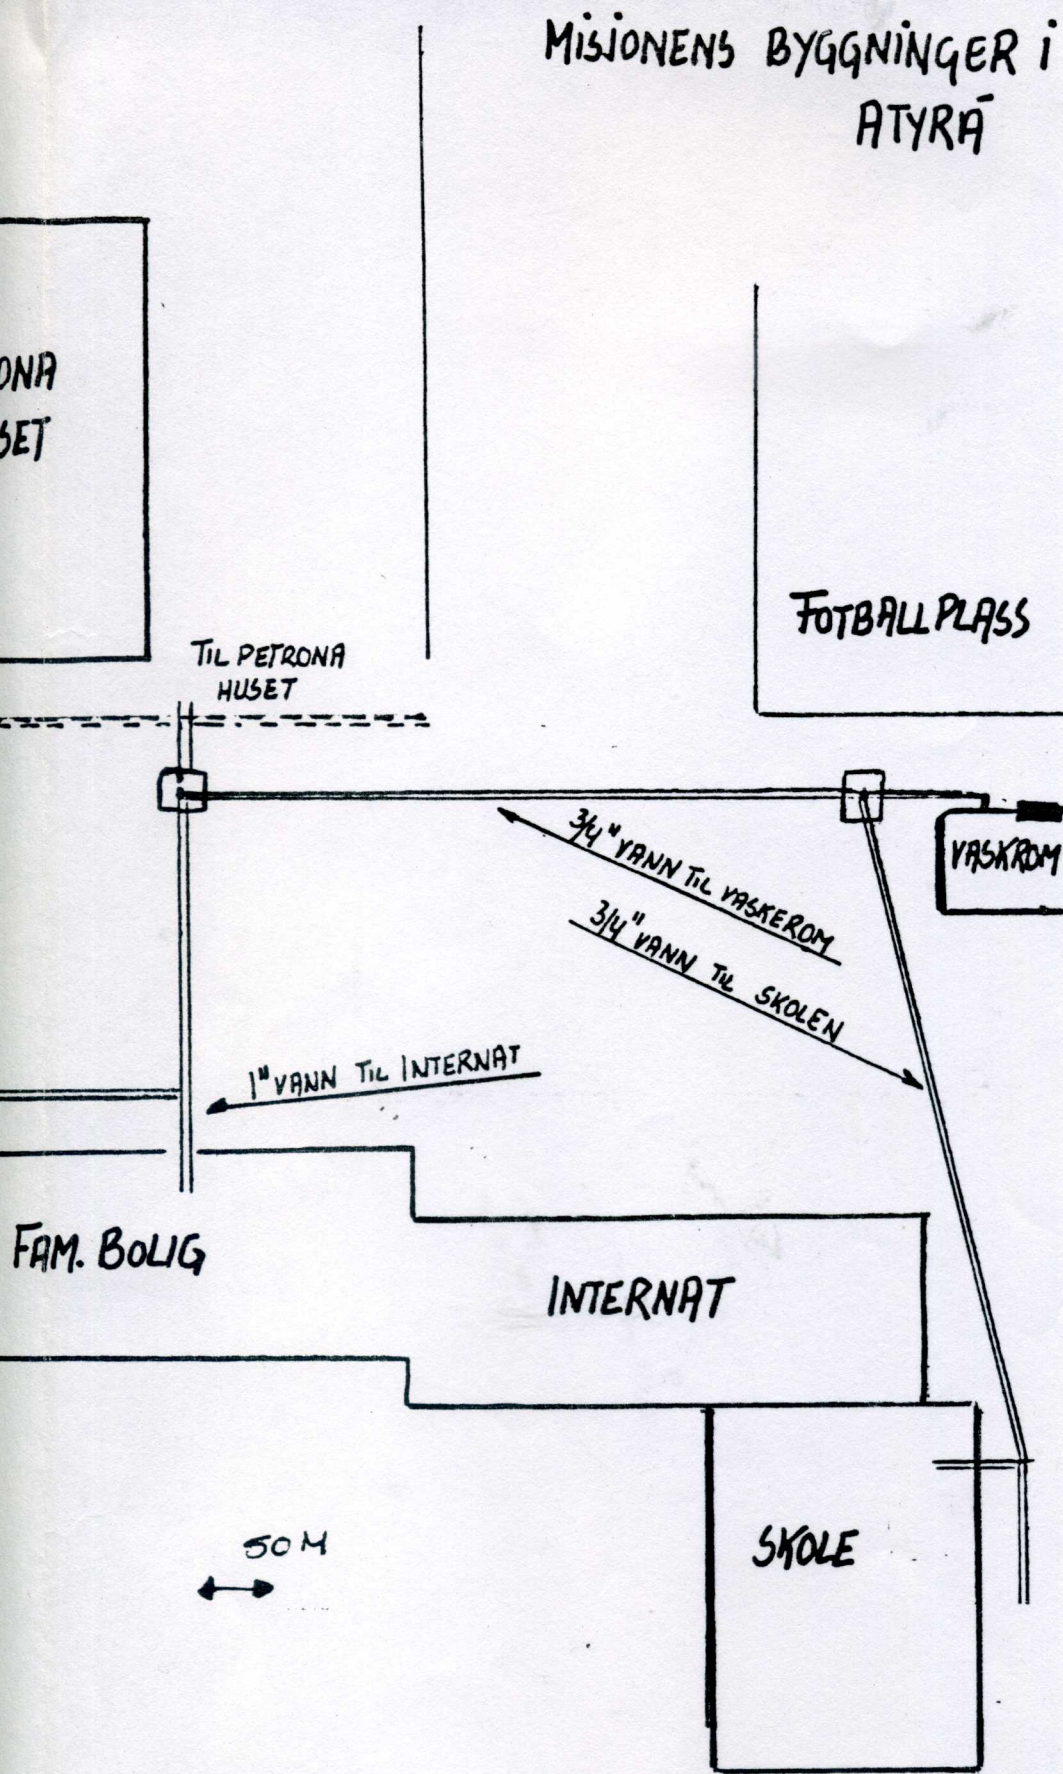 MISJONENS BYGGNINGER i
ATYRÁ
ONA
SET
TIL PETRONA
HUSET
FOTBALLPLASS
3/4" VANN TIL VASKEROM
VASKROM
3/4" VANN TIL SKOLEN
1" VANN TIL INTERNAT
FAM. BOLIG
INTERNAT
50 M
SKOLE